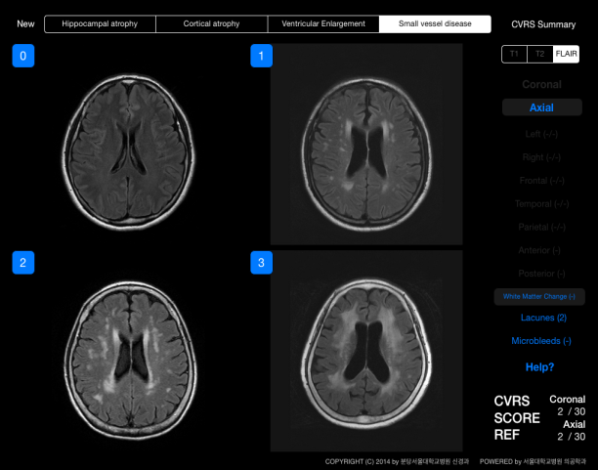 New
Hippocampal atrophy
Cortical atrophy
Ventricular Enlargement
Small vessel disease
CVRS Summary
0
1
T1
T2
FLAIR
Coronal
Axial
Left (-/-)
Right (-/-)
Frontal (-/-)
Temporal (-/-)
Parietal (-/-)
Anterior (-)
Posterior (-)
2
3
White Matter Change (-)
Lacunes (2)
Microbleeds (-)
Help?
CVRS
SCORE
REF
Coronal
2 / 30
Axial
2 / 30
COPYRIGHT (C) 2014 by 분당서울대학교병원 신경과 POWERED by 서울대학교병원 의공학과